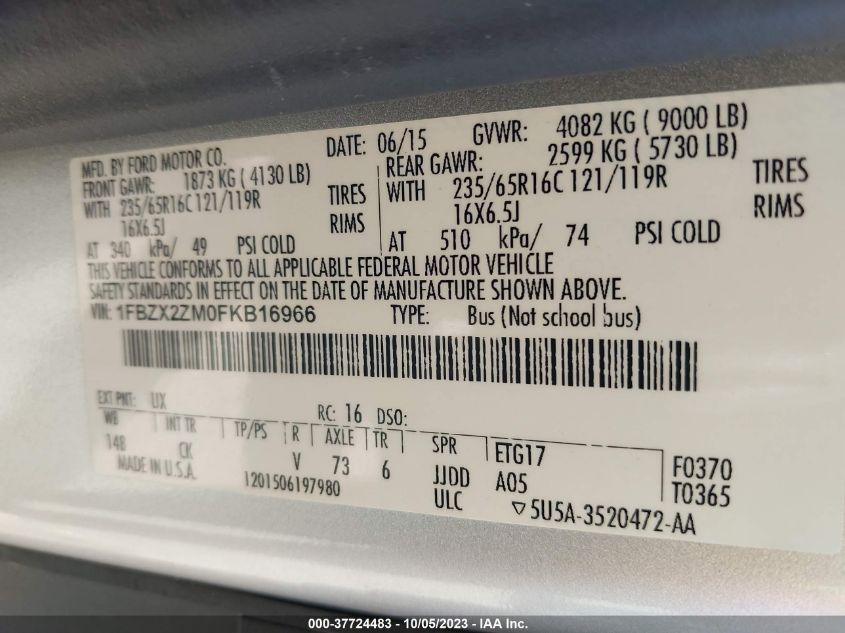 MFD. BY FORD MOTOR CO.
DATE: 06/15
GVWR: 4082 KG ( 9000 LB)
FRONT GAWR: 1873 KG ( 4130 LB)
WITH 235/65R16C 121/119R TIRES
16X6.5J RIMS
AT 340 kPa/ 49 PSI COLD
REAR GAWR: 2599 KG ( 5730 LB)
WITH 235/65R16C 121/119R TIRES
16X6.5J RIMS
AT 510 kPa/ 74 PSI COLD
THIS VEHICLE CONFORMS TO ALL APPLICABLE FEDERAL MOTOR VEHICLE
SAFETY STANDARDS IN EFFECT ON THE DATE OF MANUFACTURE SHOWN ABOVE.
VIN: 1FBZX2ZM0FKB16966 TYPE: Bus (Not school bus)
EXT PNT: UX RC: 16 DSO:
WB INT TR TP/PS R AXLE TR SPR ETG17
148 CK V 73 6 JJDD A05 F0370
MADE IN U.S.A. 1201506197980 ULC T0365
▽5U5A-3520472-AA
000-37724483 - 10/05/2023 - IAA Inc.